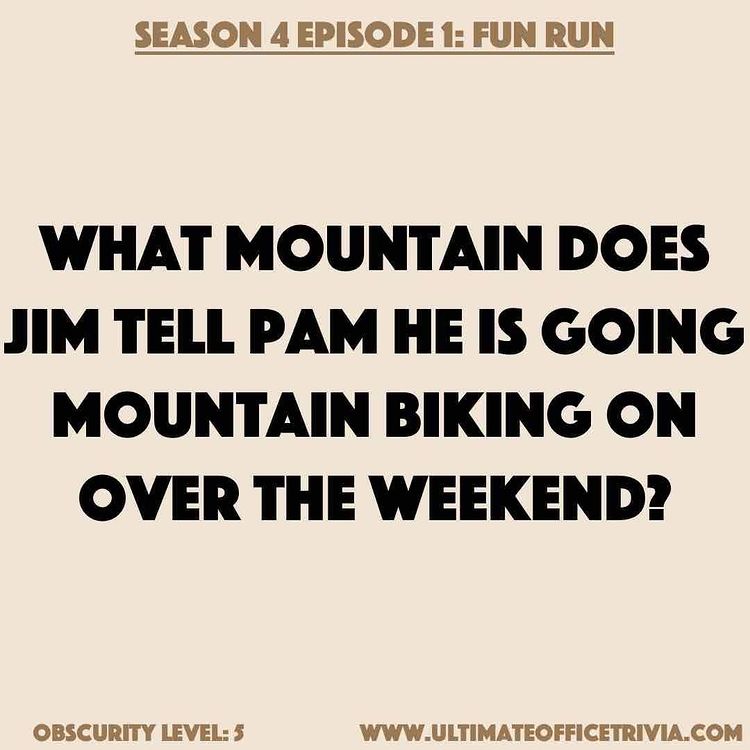 SEASON 4 EPISODE 1: FUN RUN
WHAT MOUNTAIN DOES
JIM TELL PAM HE IS GOING
MOUNTAIN BIKING ON
OVER THE WEEKEND?
OBSCURITY LEVEL: 5
WWW.ULTIMATEOFFICETRIVIA.COM